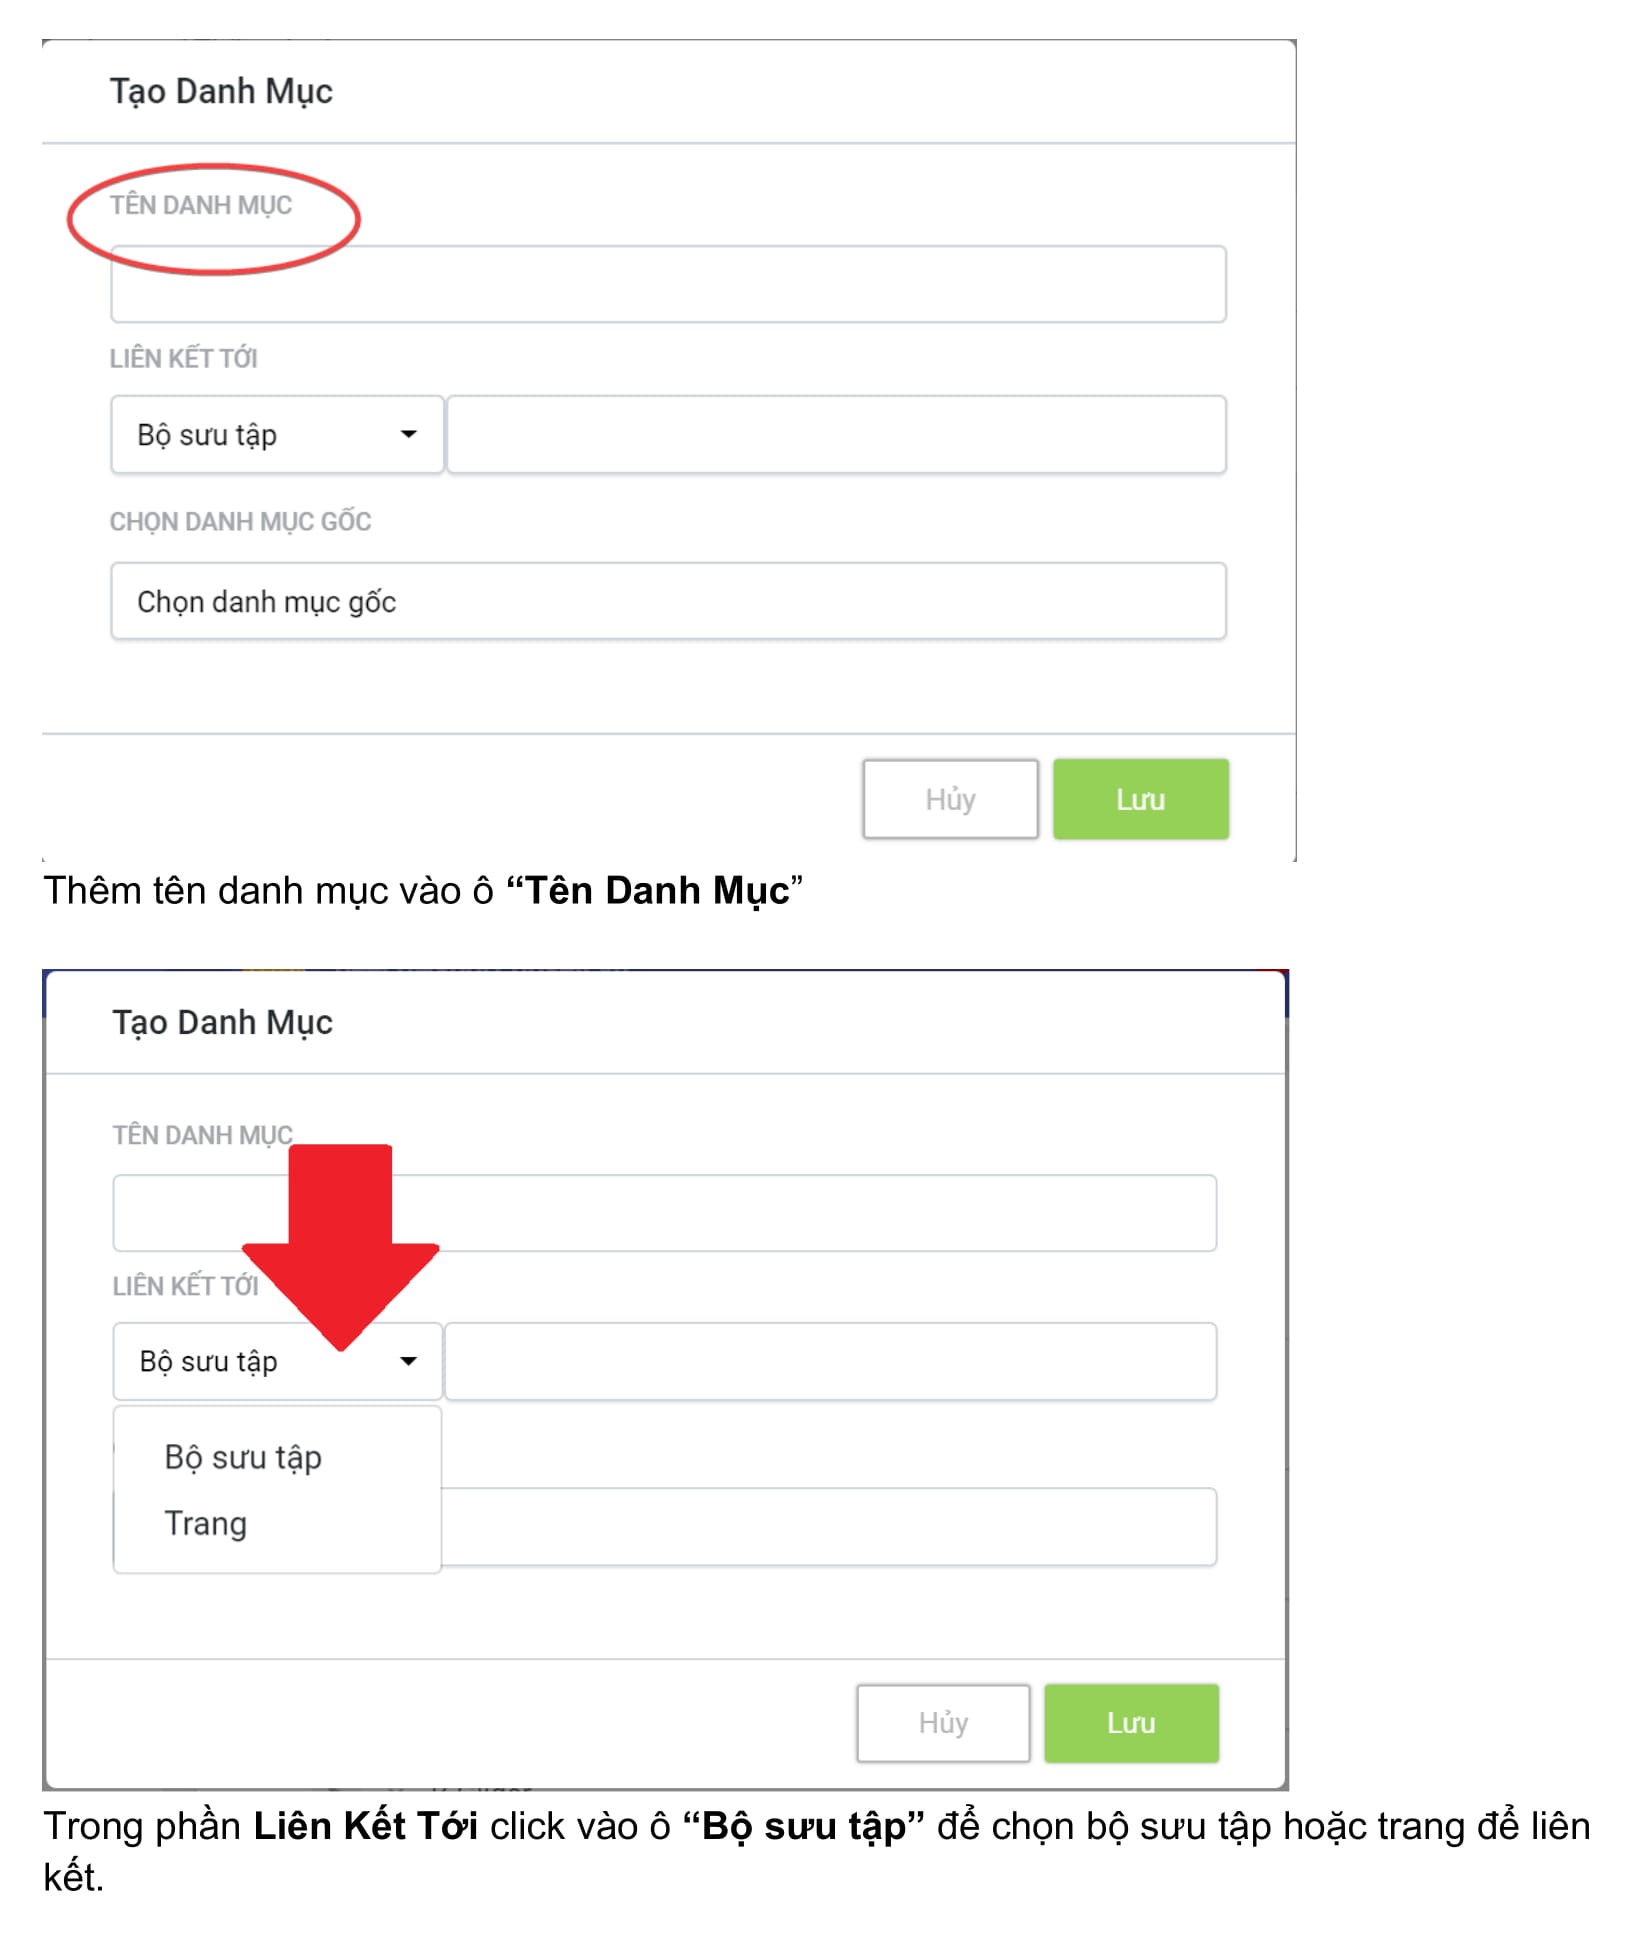 Tạo Danh Mục
TÊN DANH MỤC
LIÊN KẾT TỚI
Bộ sưu tập
CHỌN DANH MỤC GỐC
Chọn danh mục gốc
Hủy
Lưu
Thêm tên danh mục vào ô “Tên Danh Mục”
Tạo Danh Mục
TÊN DANH MỤC
LIÊN KẾT TỚI
Bộ sưu tập
Bộ sưu tập
Trang
Hủy
Lưu
Trong phần Liên Kết Tới click vào ô “Bộ sưu tập” để chọn bộ sưu tập hoặc trang để liên
kết.